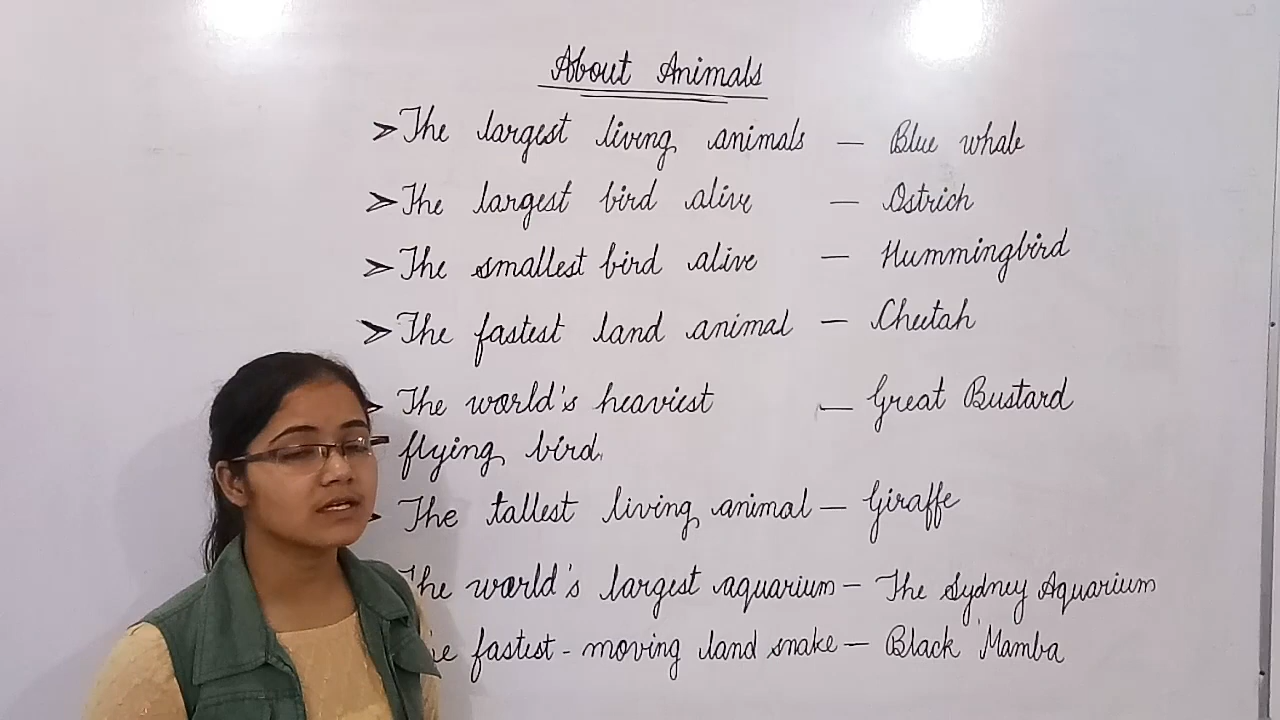 About Animals
➤ The largest living animals — Blue whale
➤ The largest bird alive — Ostrich
➤ The smallest bird alive — Hummingbird
➤ The fastest land animal — Cheetah
The world's heaviest — Great Bustard
flying bird.
The tallest living animal — Giraffe
The world's largest aquarium — The Sydney Aquarium
fastest-moving land snake — Black Mamba